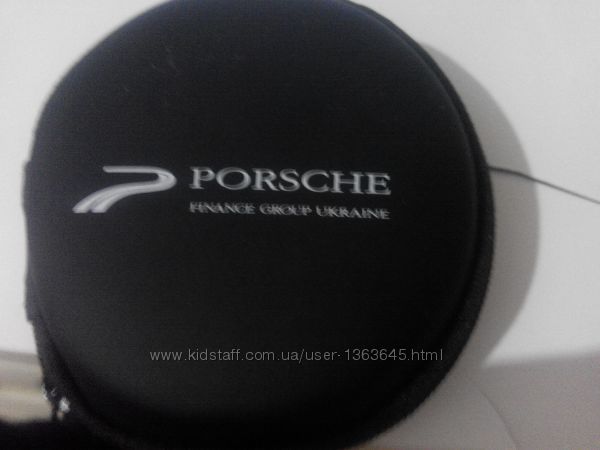 PORSCHE
FINANCE GROUP UKRAINE
www.kidstaff.com.ua/user-1363645.html